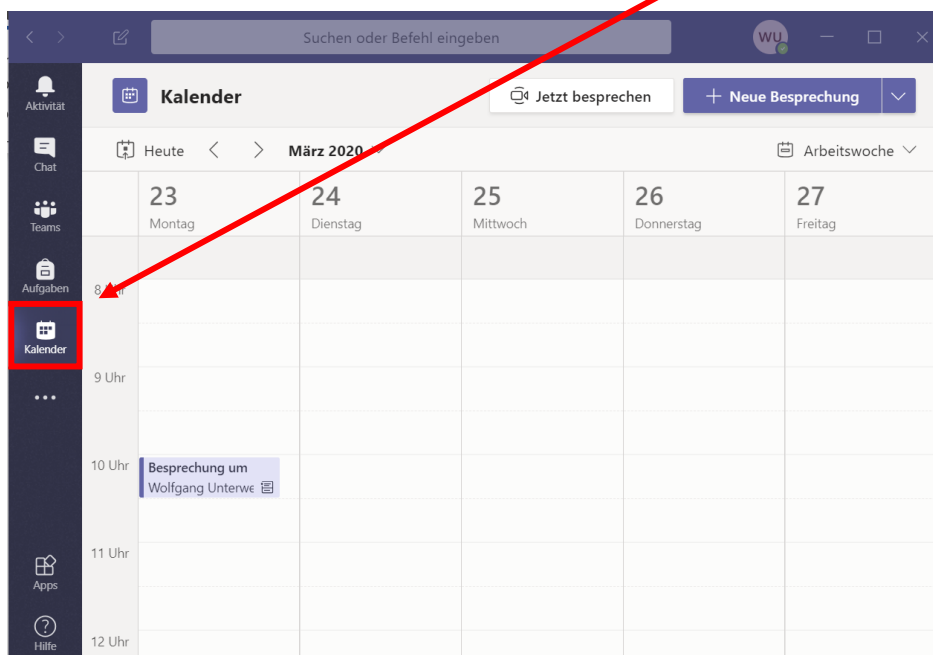 Suchen oder Befehl eingeben
WU
Aktivität
Kalender
Jetzt besprechen
+ Neue Besprechung
Chat
Heute
März 2020
Arbeitswoche
Teams
23
24
25
26
27
Montag
Dienstag
Mittwoch
Donnerstag
Freitag
Aufgaben
8 Uhr
Kalender
9 Uhr
10 Uhr
Besprechung um
Wolfgang Unterwe
11 Uhr
Apps
12 Uhr
Hilfe